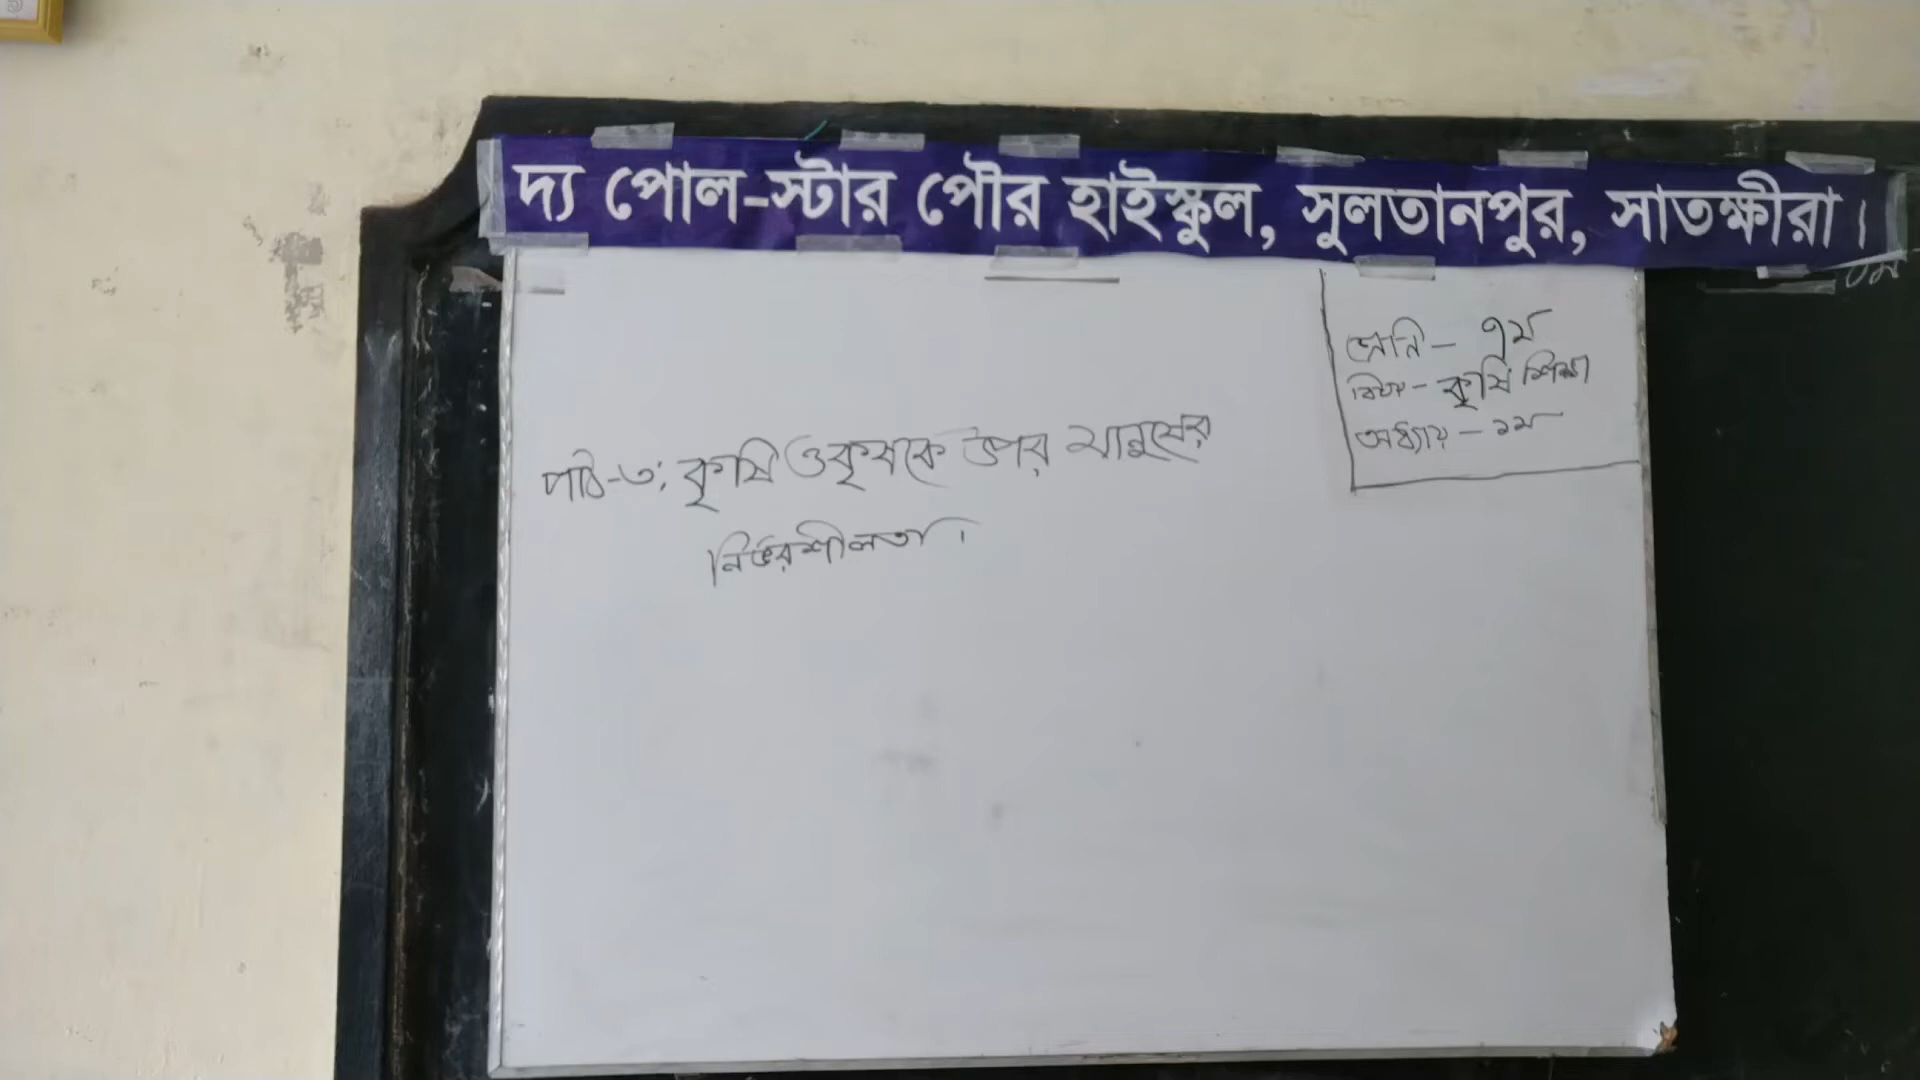 দ্য পোল-স্টার পৌর হাইস্কুল, সুলতানপুর, সাতক্ষীরা।
শ্রেনি - ৭ম
বিষয় - কৃষি শিক্ষা
অধ্যায় - ১ম
পাঠ-৩: কৃষি ও কৃষকে উপর মানুষের
নির্ভরশীলতা।